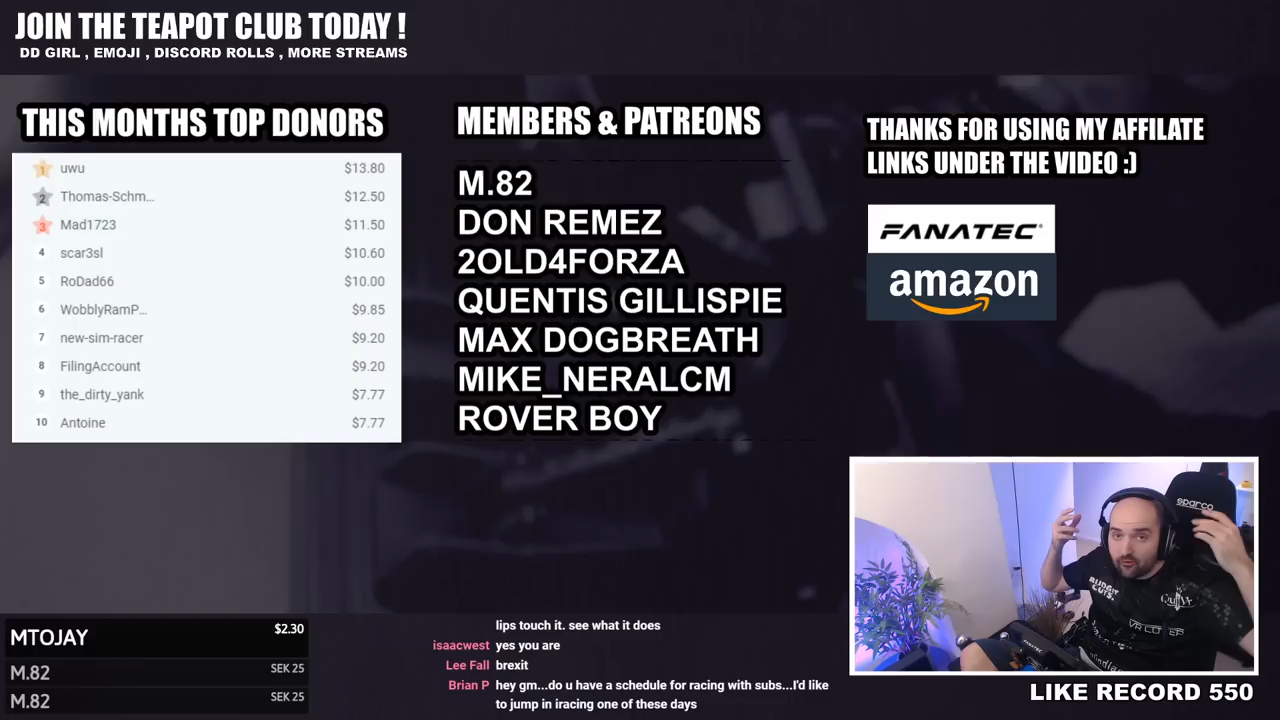 JOIN THE TEAPOT CLUB TODAY !
DD GIRL , EMOJI , DISCORD ROLLS , MORE STREAMS
THIS MONTHS TOP DONORS
1 uwu $13.80
2 Thomas-Schm... $12.50
3 Mad1723 $11.50
4 scar3sl $10.60
5 RoDad66 $10.00
6 WobblyRamP... $9.85
7 new-sim-racer $9.20
8 FilingAccount $9.20
9 the_dirty_yank $7.77
10 Antoine $7.77
MEMBERS & PATREONS
M.82
DON REMEZ
2OLD4FORZA
QUENTIS GILLISPIE
MAX DOGBREATH
MIKE_NERALCM
ROVER BOY
THANKS FOR USING MY AFFILATE
LINKS UNDER THE VIDEO :)
FANATEC
amazon
sparco
FANATEC
MTOJAY $2.30
M.82 SEK 25
M.82 SEK 25
lips touch it. see what it does
isaacwest yes you are
Lee Fall brexit
Brian P hey gm...do u have a schedule for racing with subs...I'd like
to jump in iracing one of these days
LIKE RECORD 550